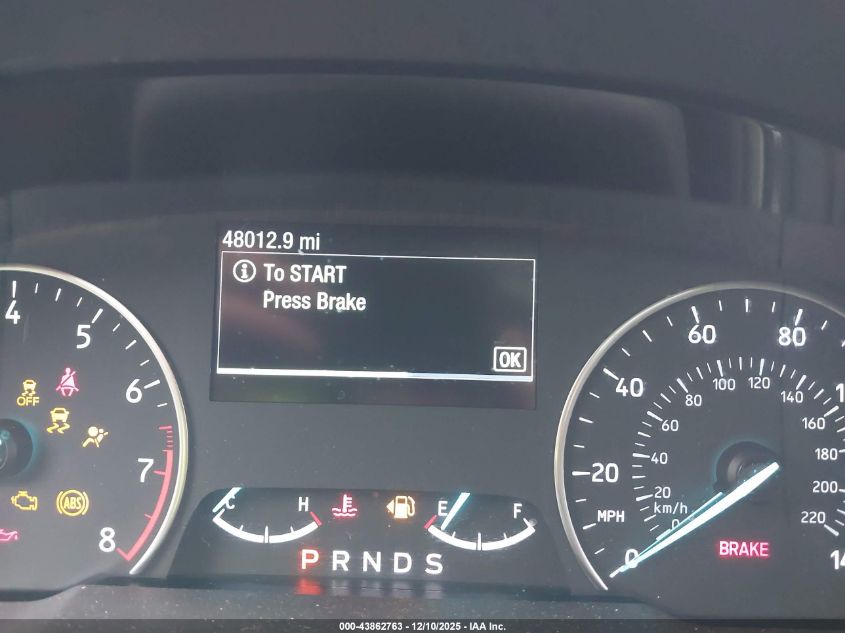 48012.9 mi
To START
Press Brake
OK
4
5
6
7
8
OFF
ABS
C
H
E
F
P R N D S
0
20
40
60
80
14
MPH
km/h
0
20
40
60
80
100
120
140
160
180
200
220
BRAKE
000-43862763 - 12/10/2025 - IAA Inc.